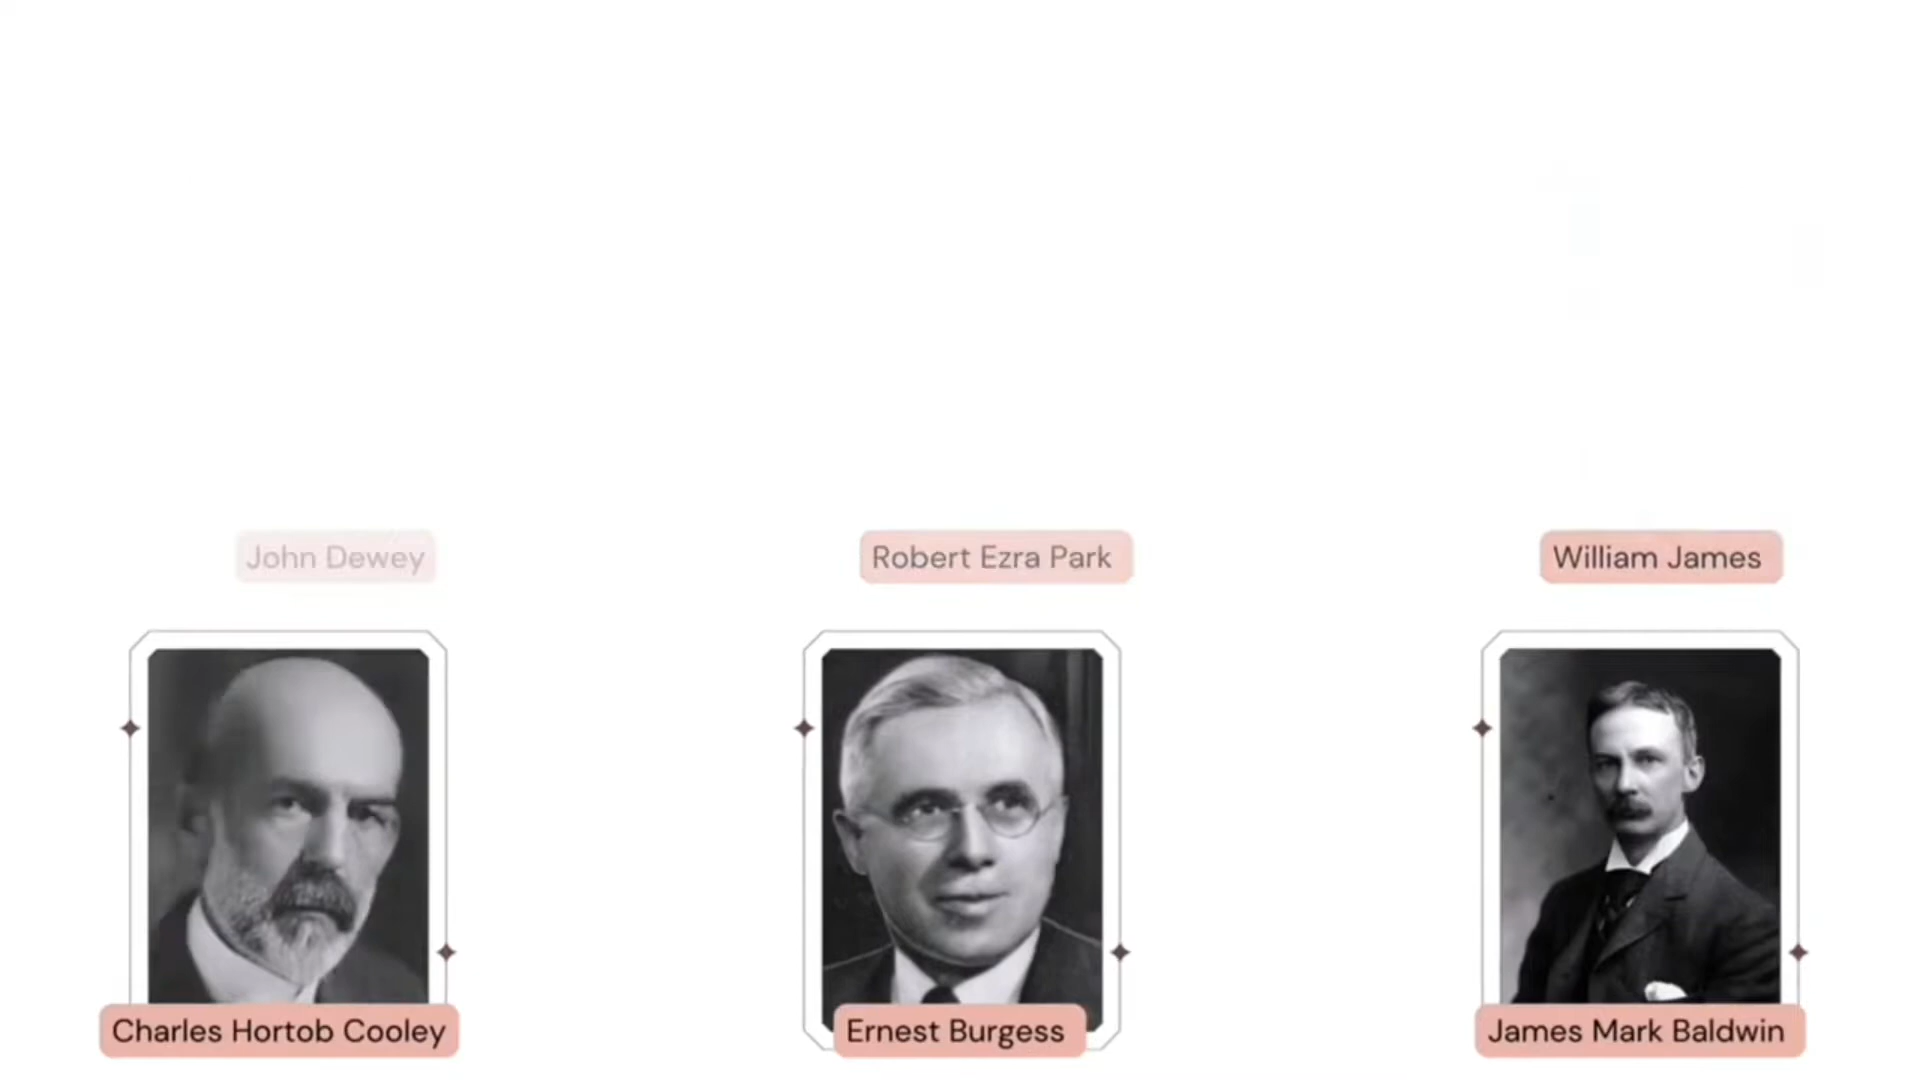 John Dewey
Robert Ezra Park
William James
Charles Hortob Cooley
Ernest Burgess
James Mark Baldwin